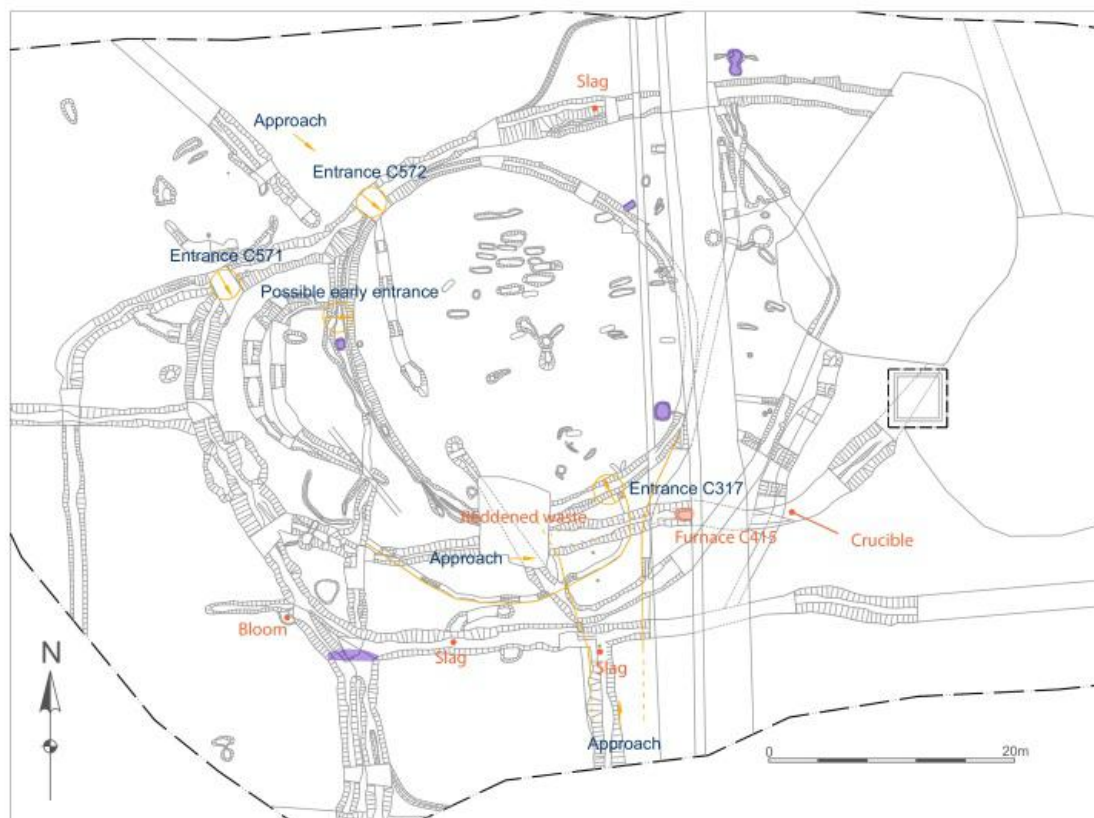 Slag
Approach
Entrance C572
Entrance C571
Possible early entrance
Entrance C317
Reddened waste
Furnace C415
Crucible
Approach
Bloom
Slag
Slag
N
Approach
0
20m